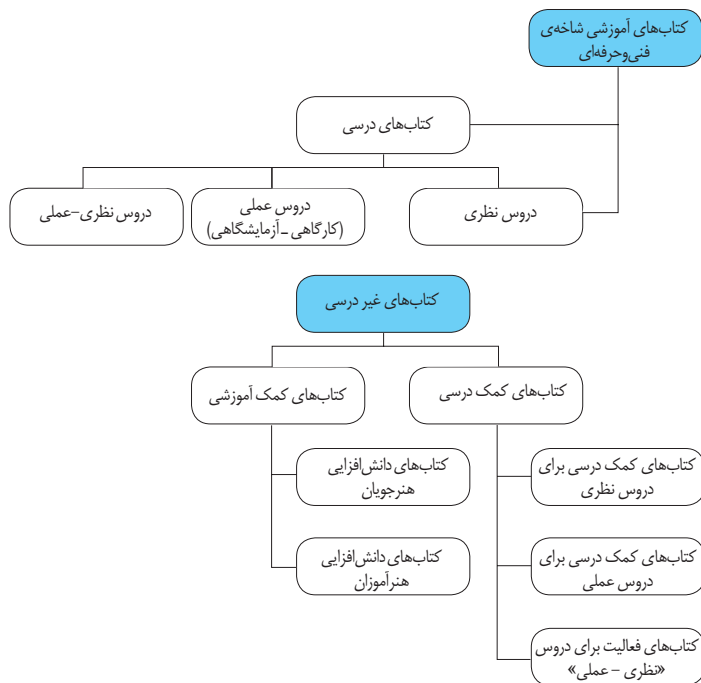 کتاب‌های آموزشی شاخه‌ی
فنی‌وحرفه‌ای
کتاب‌های درسی
دروس نظری
دروس عملی
(کارگاهی ـ آزمایشگاهی)
دروس نظری–عملی
کتاب‌های غیر درسی
کتاب‌های کمک درسی
کتاب‌های کمک آموزشی
کتاب‌های کمک درسی برای
دروس نظری
کتاب‌های دانش‌افزایی
هنرجویان
کتاب‌های کمک درسی برای
دروس عملی
کتاب‌های دانش‌افزایی
هنرآموزان
کتاب‌های فعالیت برای دروس
«نظری – عملی»